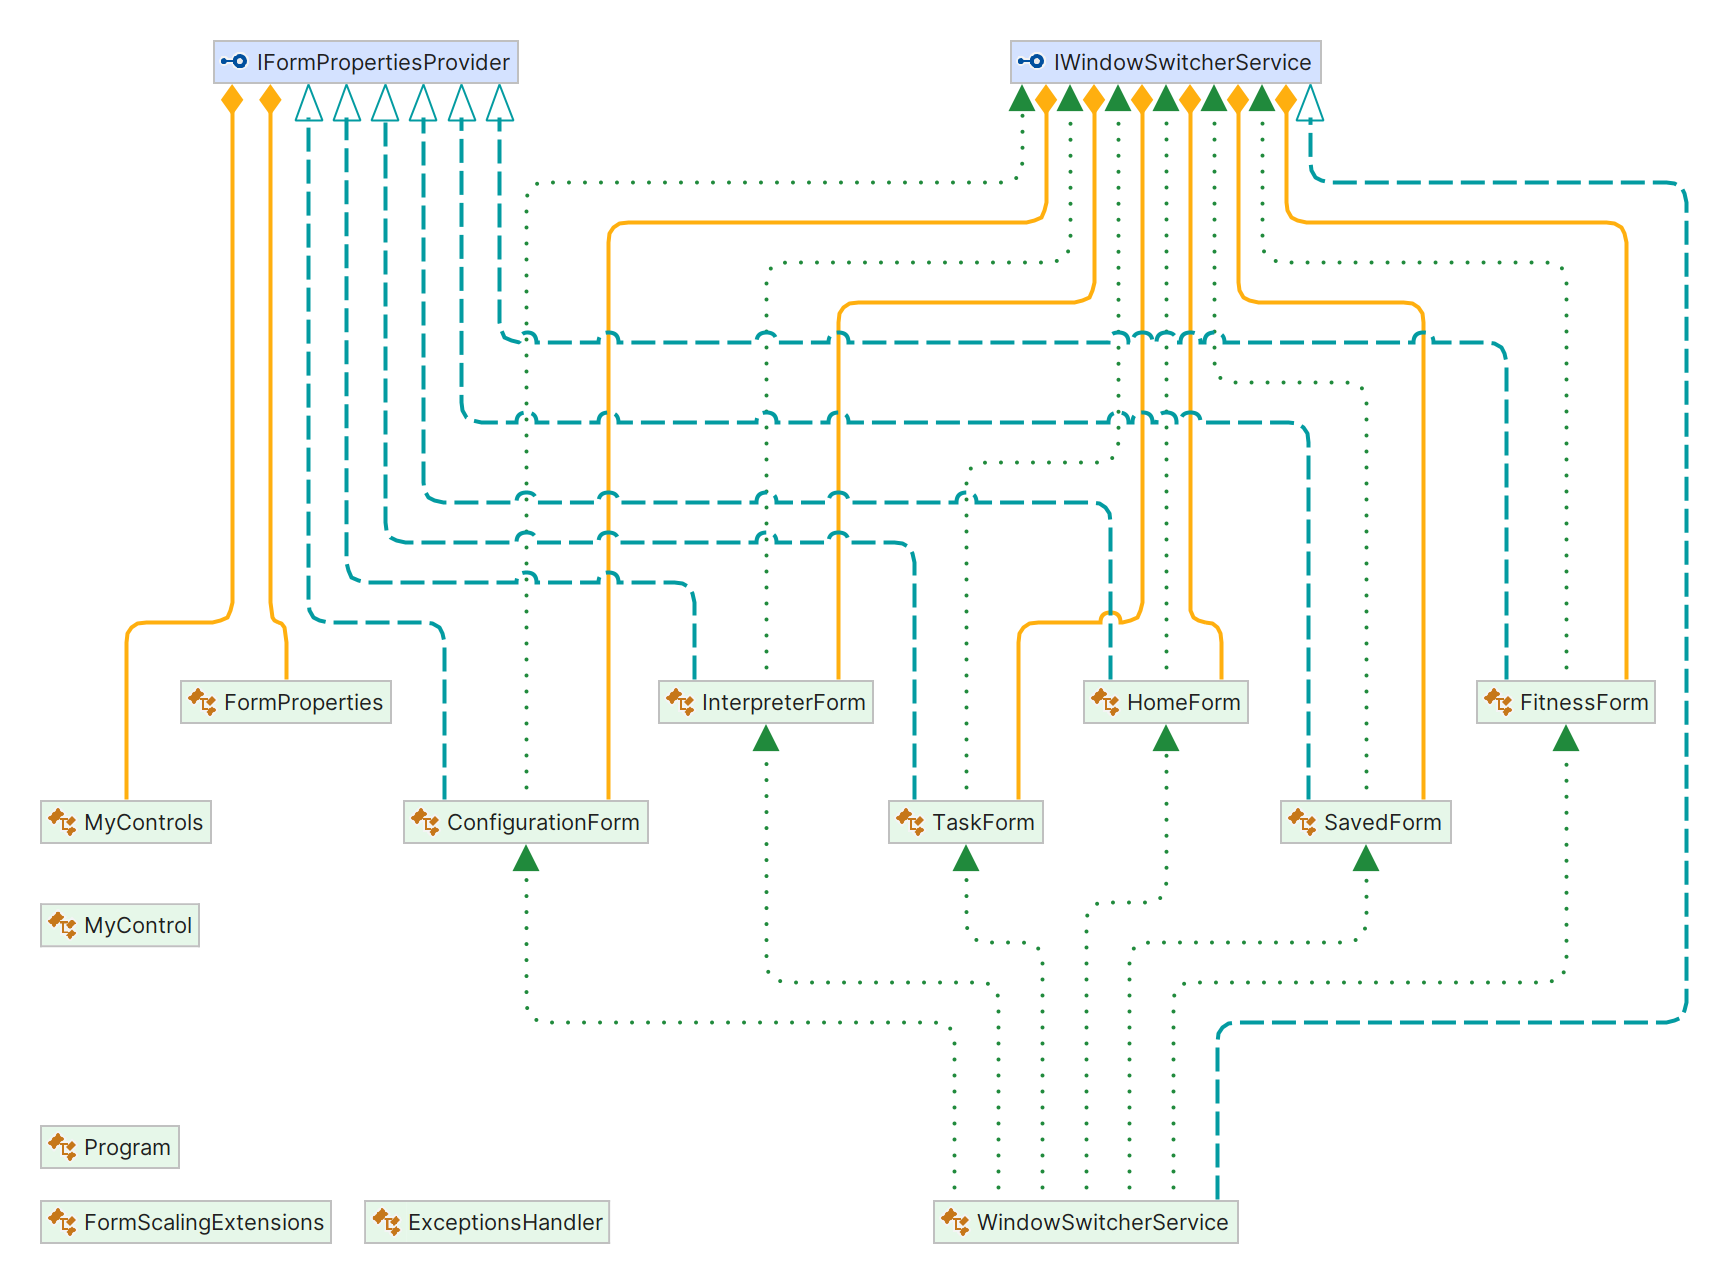 IFormPropertiesProvider
IWindowSwitcherService
FormProperties
InterpreterForm
HomeForm
FitnessForm
MyControls
ConfigurationForm
TaskForm
SavedForm
MyControl
Program
FormScalingExtensions
ExceptionsHandler
WindowSwitcherService